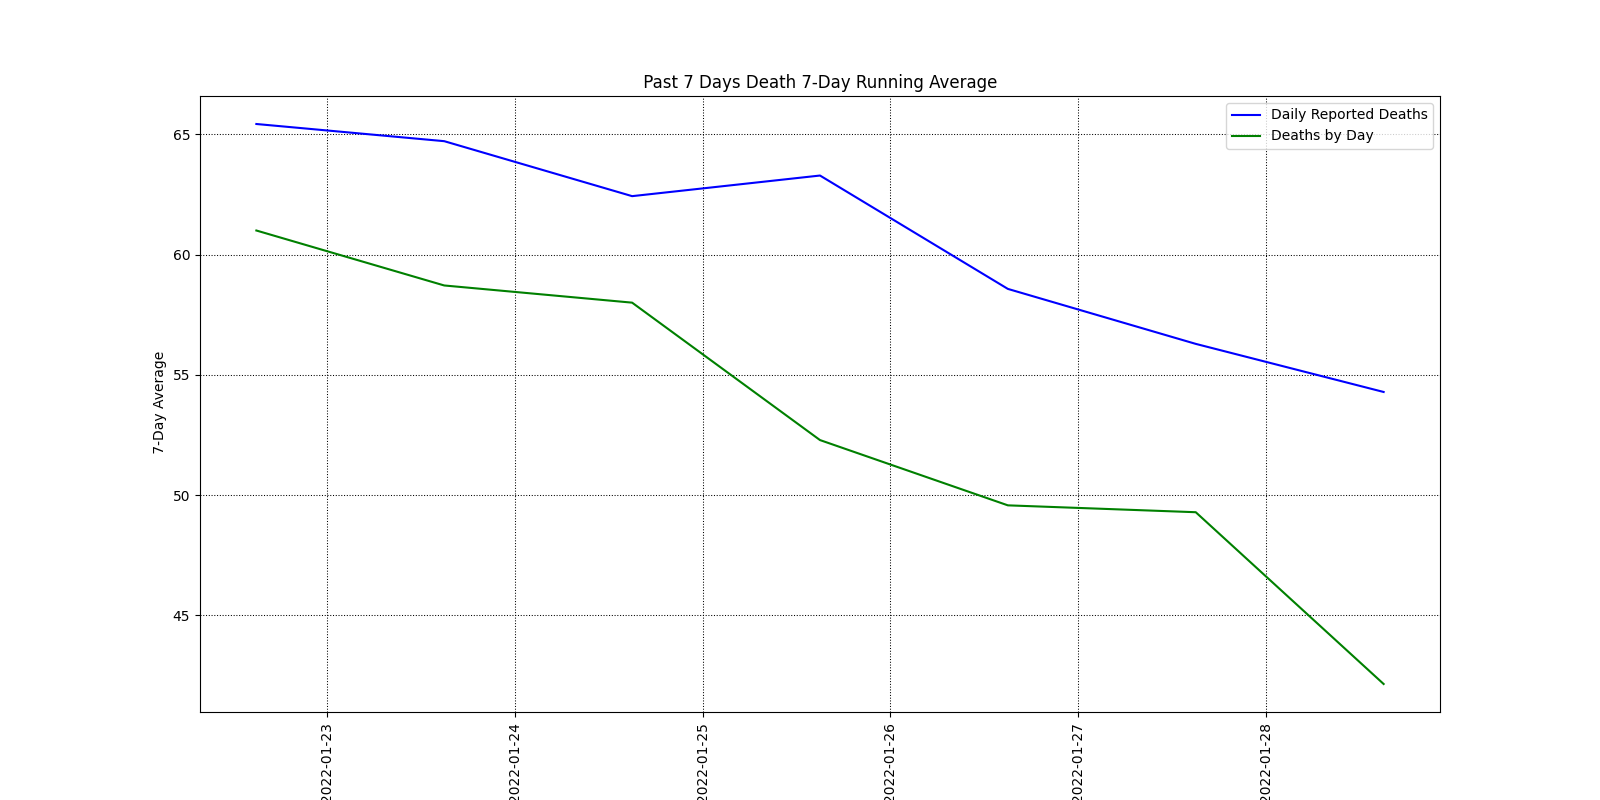 Past 7 Days Death 7-Day Running Average
Daily Reported Deaths
Deaths by Day
7-Day Average
65
60
55
50
45
2022-01-23
2022-01-24
2022-01-25
2022-01-26
2022-01-27
2022-01-28